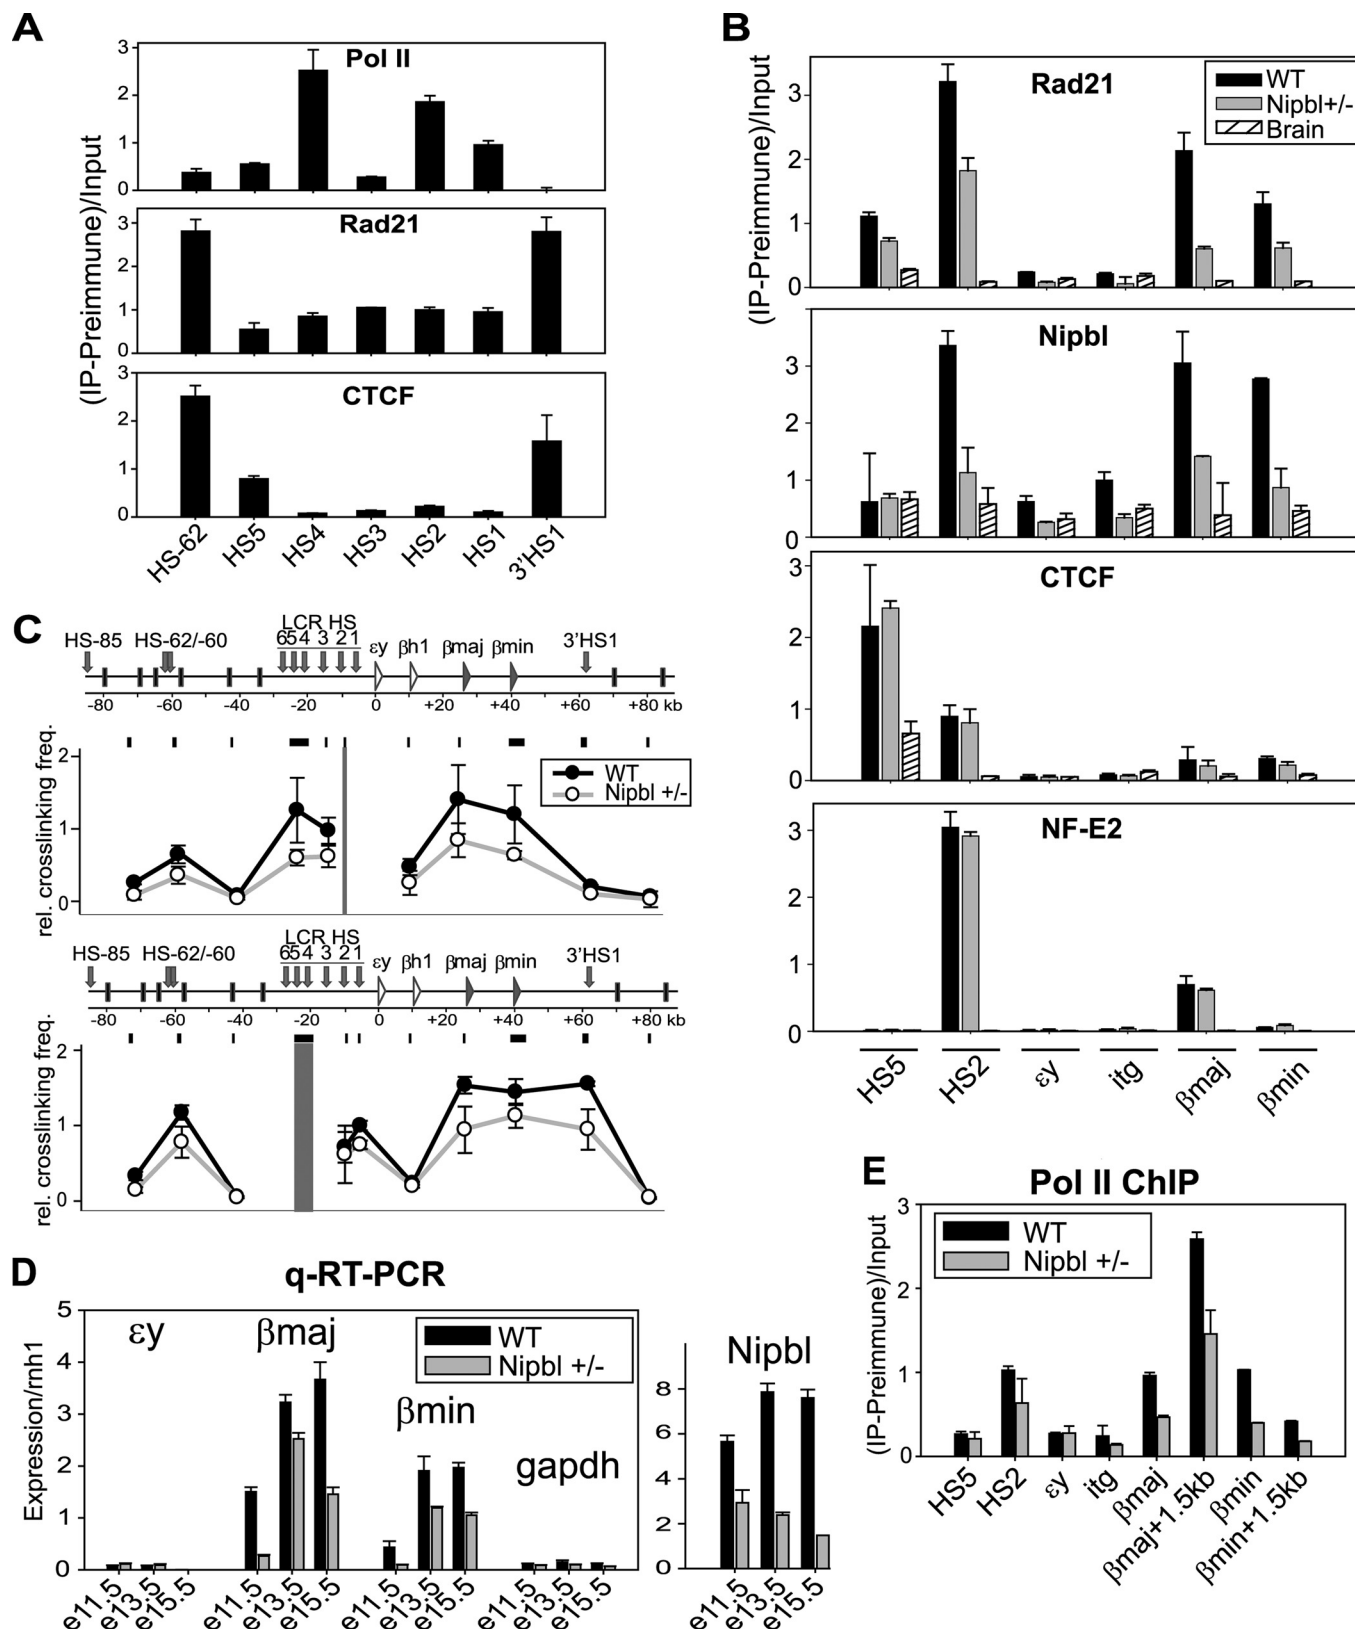 A
(IP-Preimmune)/Input
Pol II
3
2
1
0
Rad21
3
2
1
0
CTCF
3
2
1
0
HS-62
HS5
HS4
HS3
HS2
HS1
3'HS1
B
(IP-Preimmune)/Input
Rad21
WT
Nipbl+/-
Brain
3
2
1
0
Nipbl
3
2
1
0
CTCF
3
2
1
0
NF-E2
3
2
1
0
HS5
HS2
εy
itg
βmaj
βmin
C
HS-85
HS-62/-60
LCR HS
654 3 21
εy
βh1
βmaj
βmin
3'HS1
-80 -60 -40 -20 0 +20 +40 +60 +80 kb
rel. crosslinking freq.
2
1
0
WT
Nipbl +/-
HS-85
HS-62/-60
LCR HS
654 3 21
εy
βh1
βmaj
βmin
3'HS1
-80 -60 -40 -20 0 +20 +40 +60 +80 kb
rel. crosslinking freq.
2
1
0
D
q-RT-PCR
Expression/rnh1
5
4
3
2
1
0
εy
βmaj
βmin
gapdh
WT
Nipbl +/-
e11.5
e13.5
e15.5
e11.5
e13.5
e15.5
e11.5
e13.5
e15.5
e11.5
e13.5
e15.5
Nipbl
8
6
4
2
0
e11.5
e13.5
e15.5
E
Pol II ChIP
(IP-Preimmune)/Input
3
2
1
0
WT
Nipbl +/-
HS5
HS2
εy
itg
βmaj
βmaj+1.5kb
βmin
βmin+1.5kb